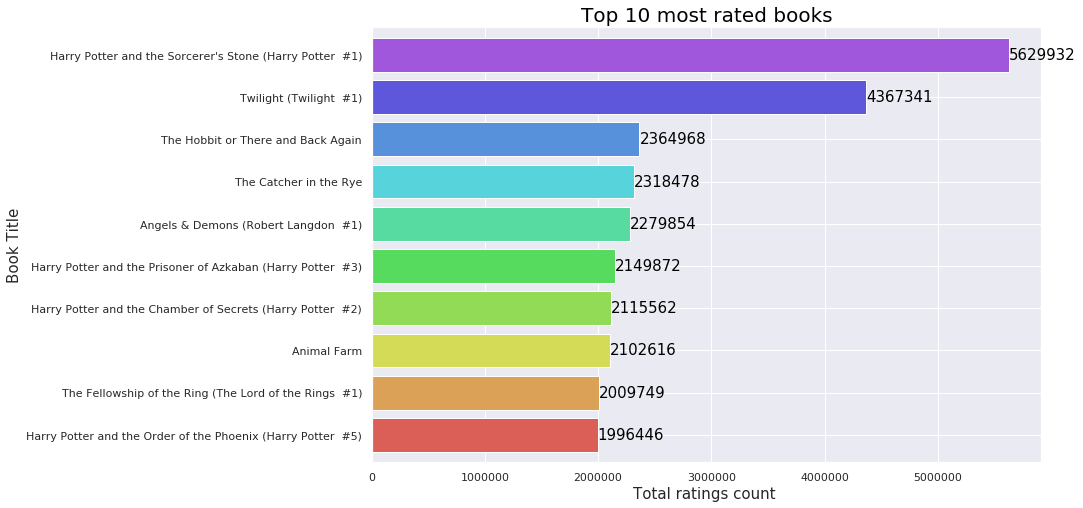 Top 10 most rated books
Harry Potter and the Sorcerer's Stone (Harry Potter  #1) 5629932
Twilight (Twilight  #1) 4367341
The Hobbit or There and Back Again 2364968
The Catcher in the Rye 2318478
Angels & Demons (Robert Langdon  #1) 2279854
Harry Potter and the Prisoner of Azkaban (Harry Potter  #3) 2149872
Harry Potter and the Chamber of Secrets (Harry Potter  #2) 2115562
Animal Farm 2102616
The Fellowship of the Ring (The Lord of the Rings  #1) 2009749
Harry Potter and the Order of the Phoenix (Harry Potter  #5) 1996446
Book Title
0 1000000 2000000 3000000 4000000 5000000
Total ratings count